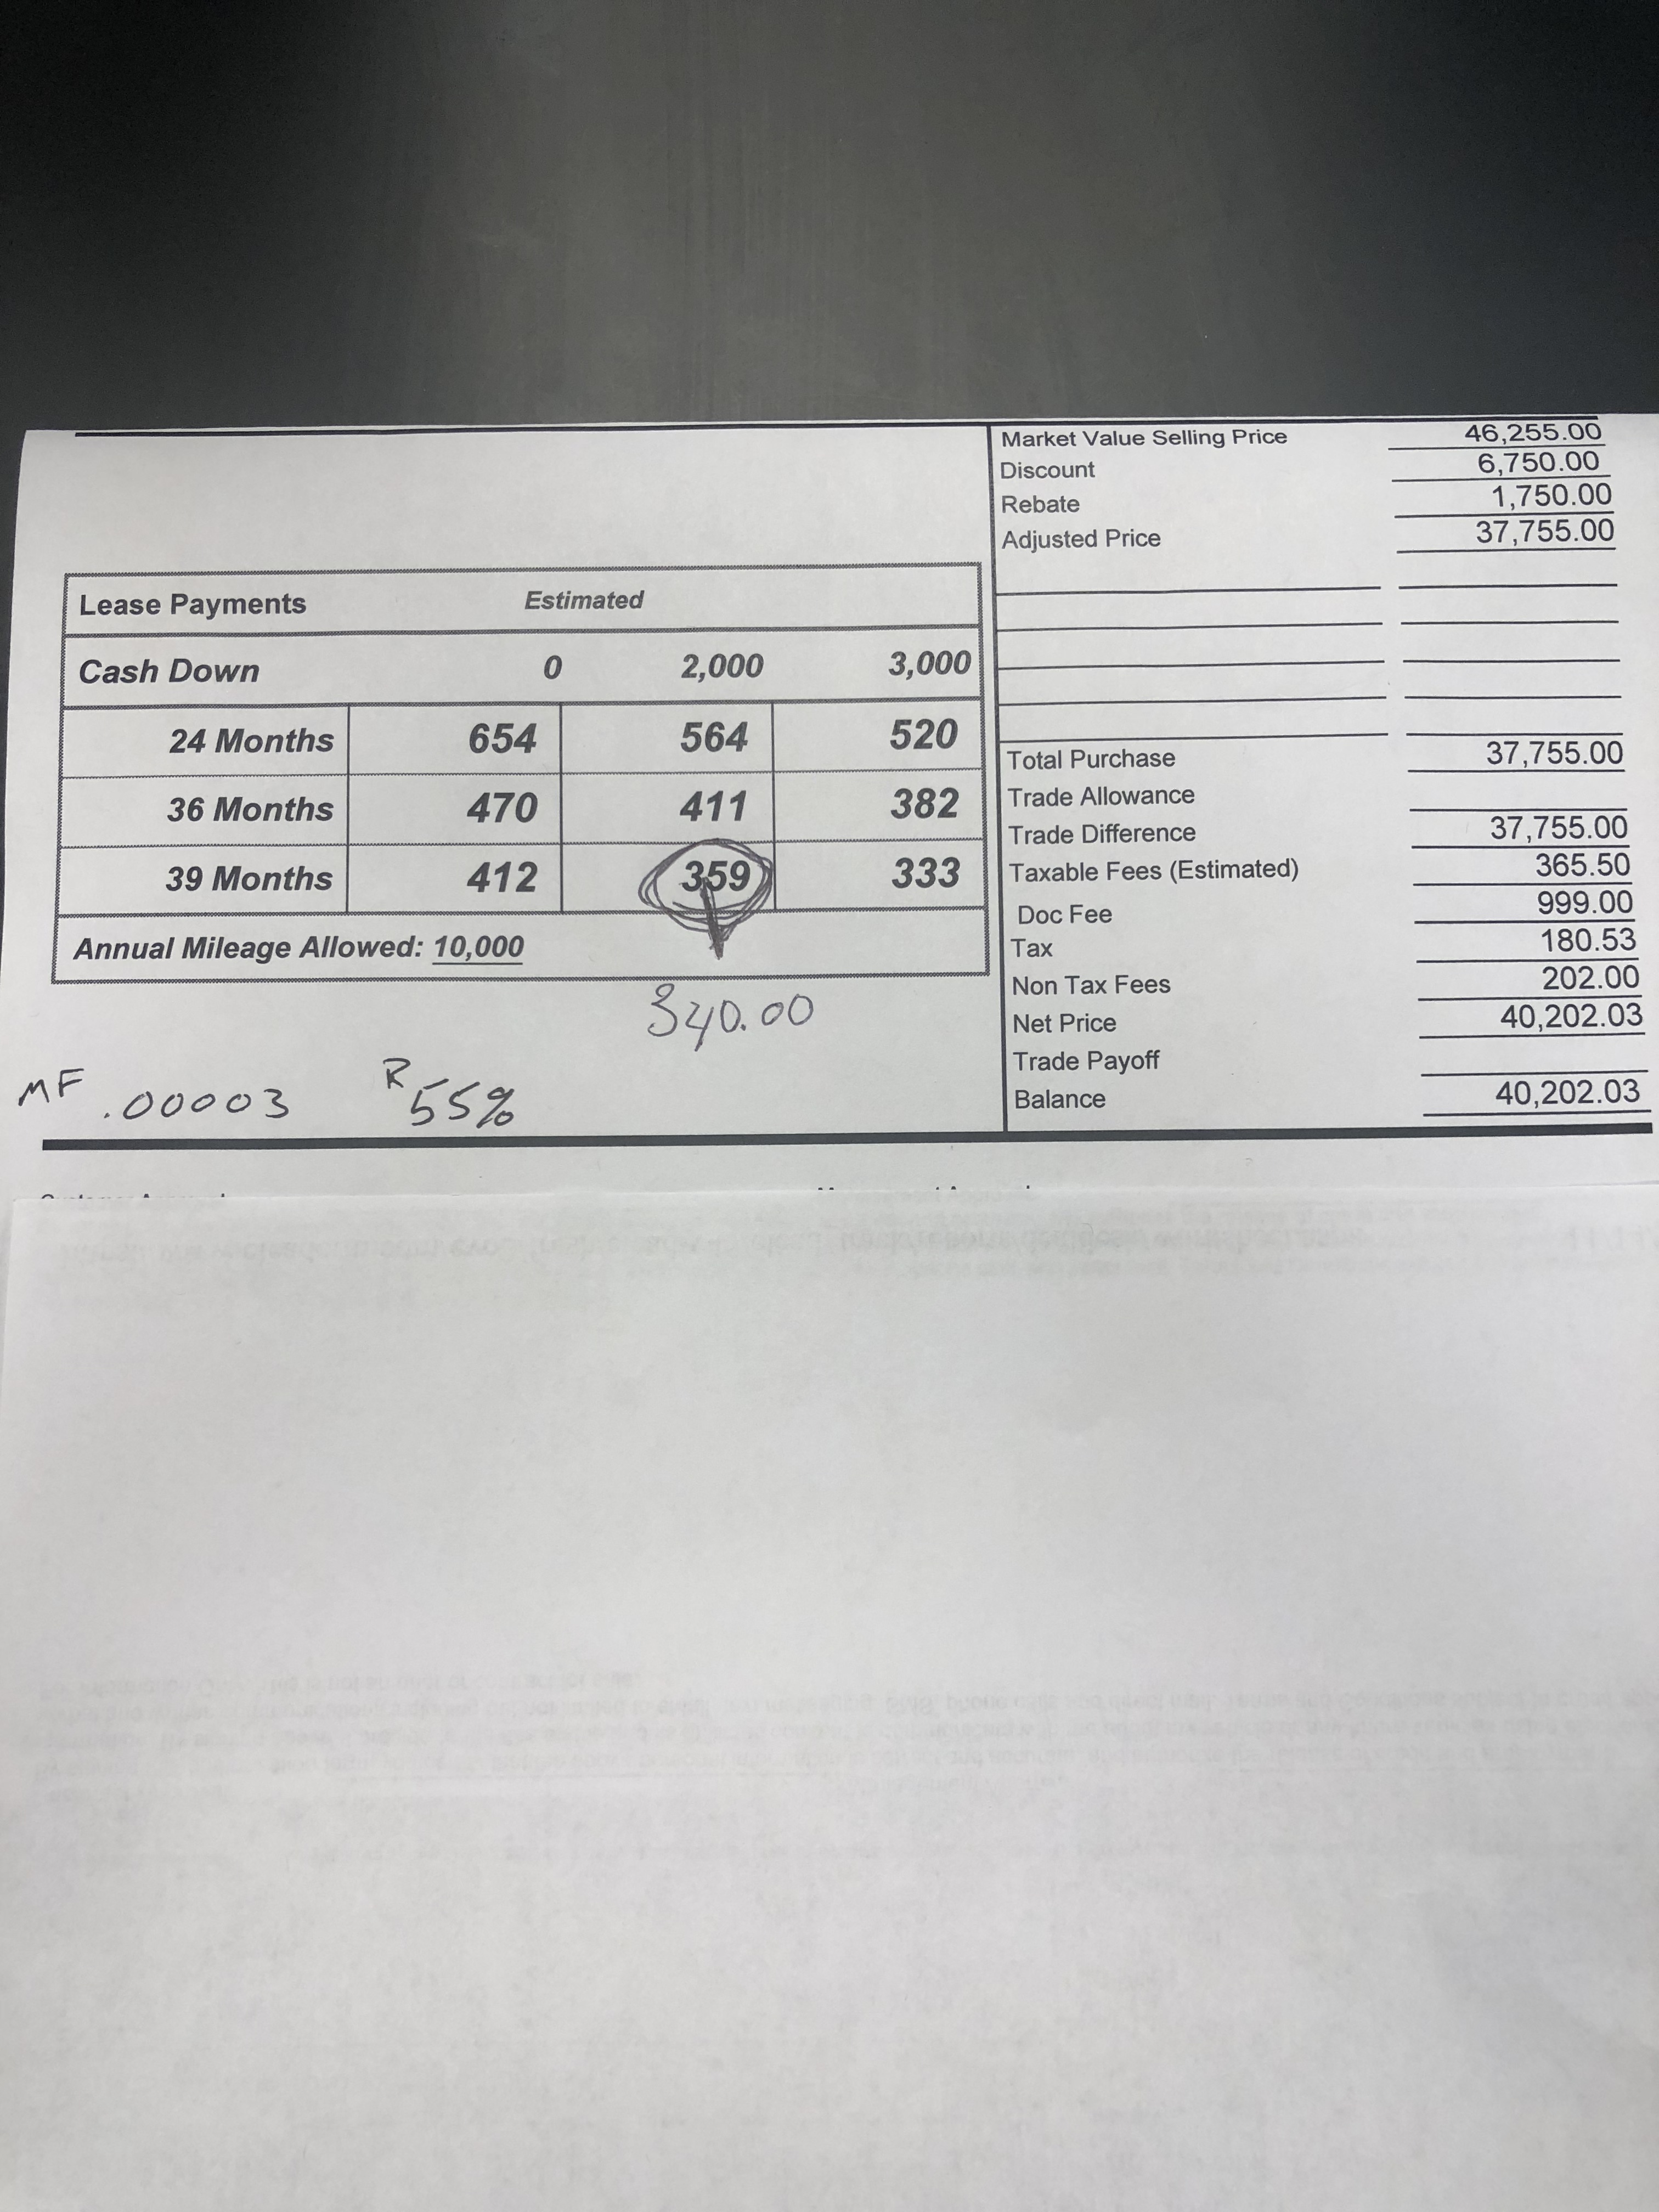 Market Value Selling Price 46,255.00
Discount 6,750.00
Rebate 1,750.00
Adjusted Price 37,755.00
Lease Payments Estimated
Cash Down 0 2,000 3,000
24 Months 654 564 520
36 Months 470 411 382
39 Months 412 359 333
Annual Mileage Allowed: 10,000
340.00
MF .00003 R 55%
Total Purchase 37,755.00
Trade Allowance
Trade Difference 37,755.00
Taxable Fees (Estimated) 365.50
Doc Fee 999.00
Tax 180.53
Non Tax Fees 202.00
Net Price 40,202.03
Trade Payoff
Balance 40,202.03